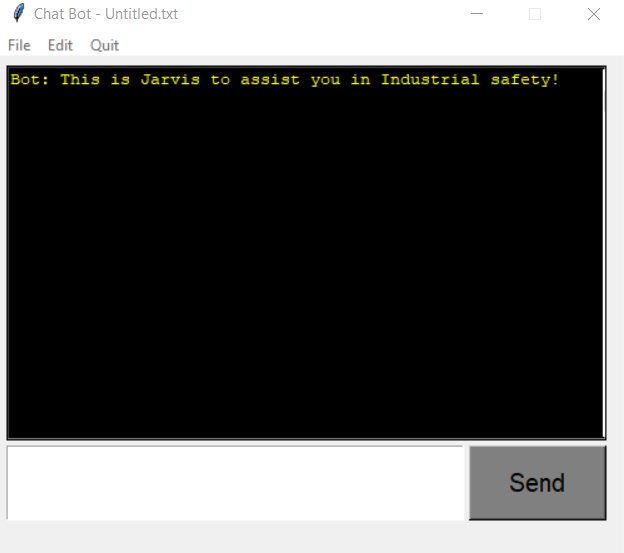 Chat Bot - Untitled.txt
File Edit Quit
Bot: This is Jarvis to assist you in Industrial safety!
Send